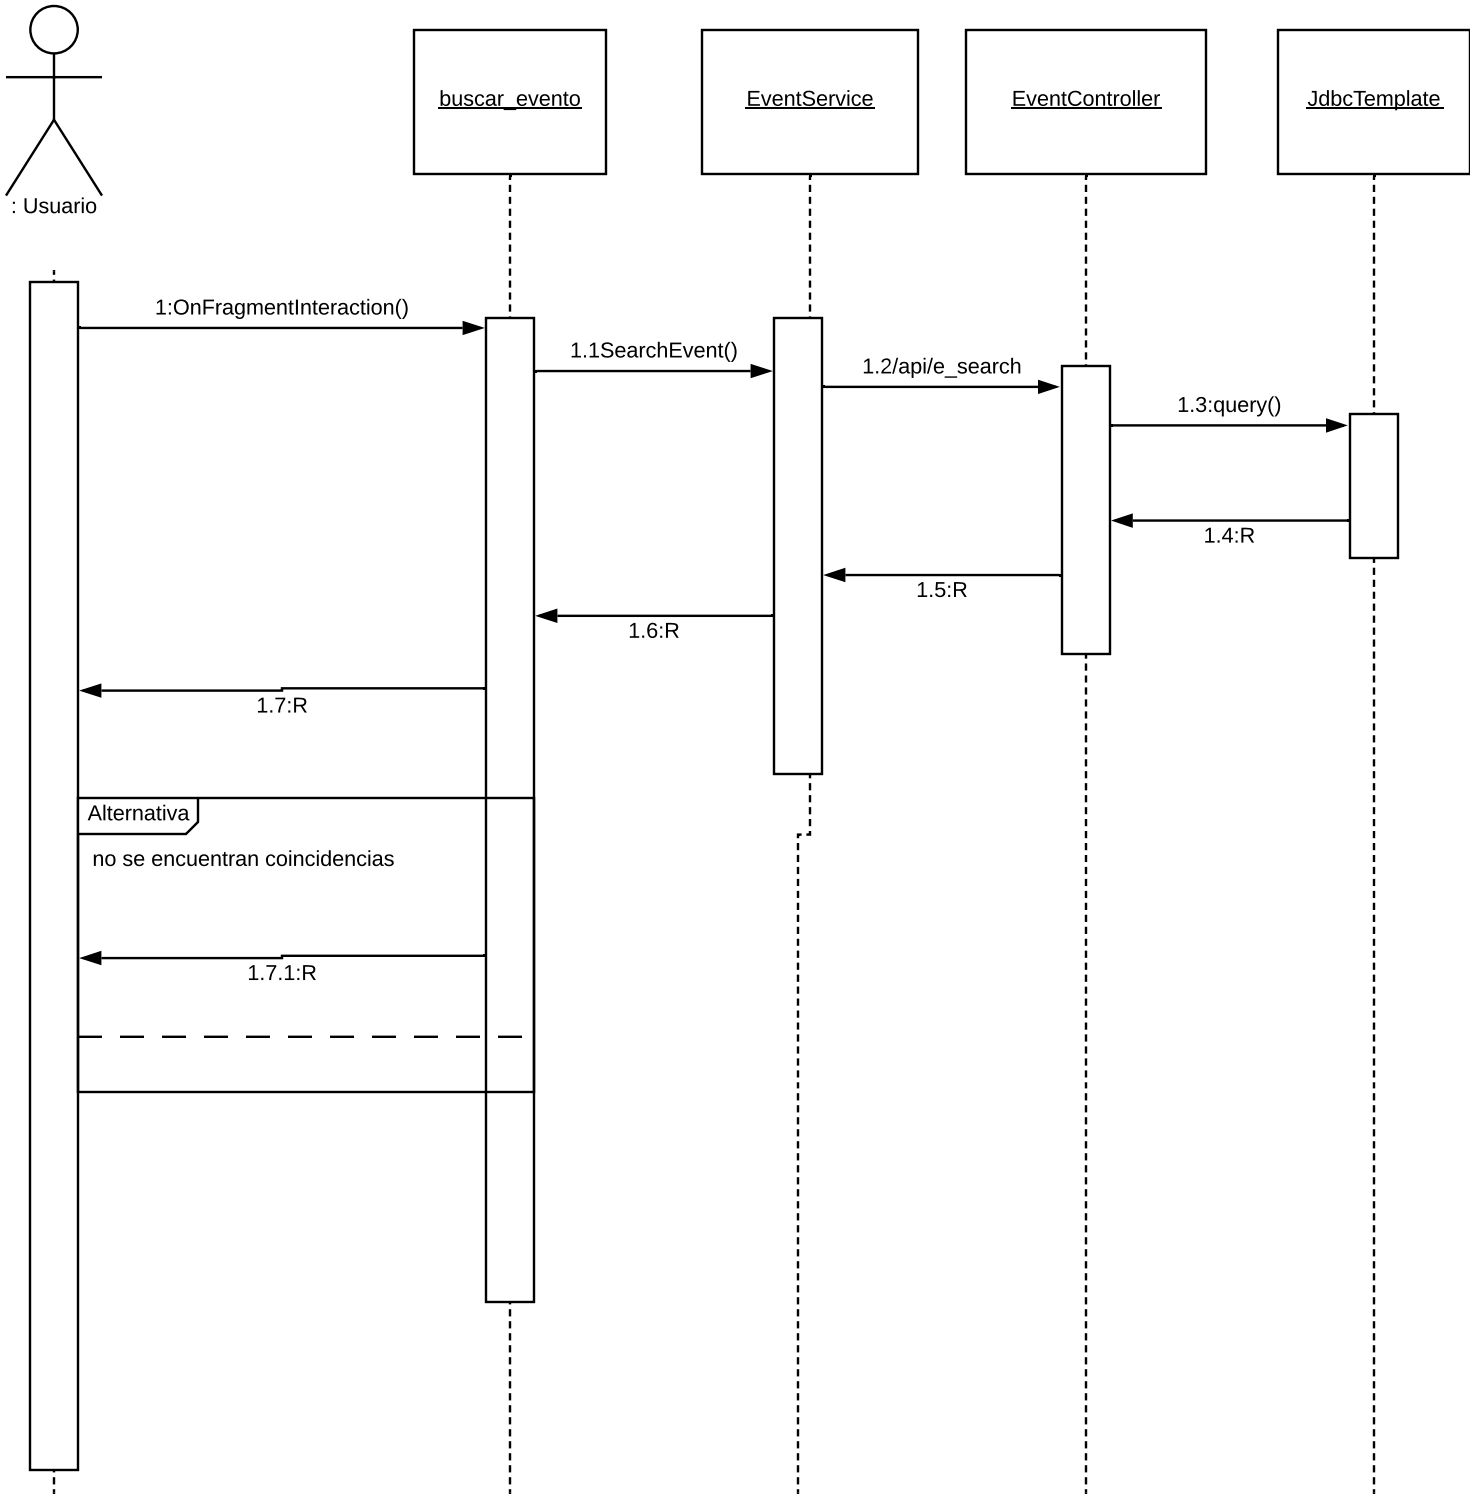 buscar_evento
EventService
EventController
JdbcTemplate
: Usuario
1:OnFragmentInteraction()
1.1SearchEvent()
1.2/api/e_search
1.3:query()
1.4:R
1.5:R
1.6:R
1.7:R
Alternativa
no se encuentran coincidencias
1.7.1:R